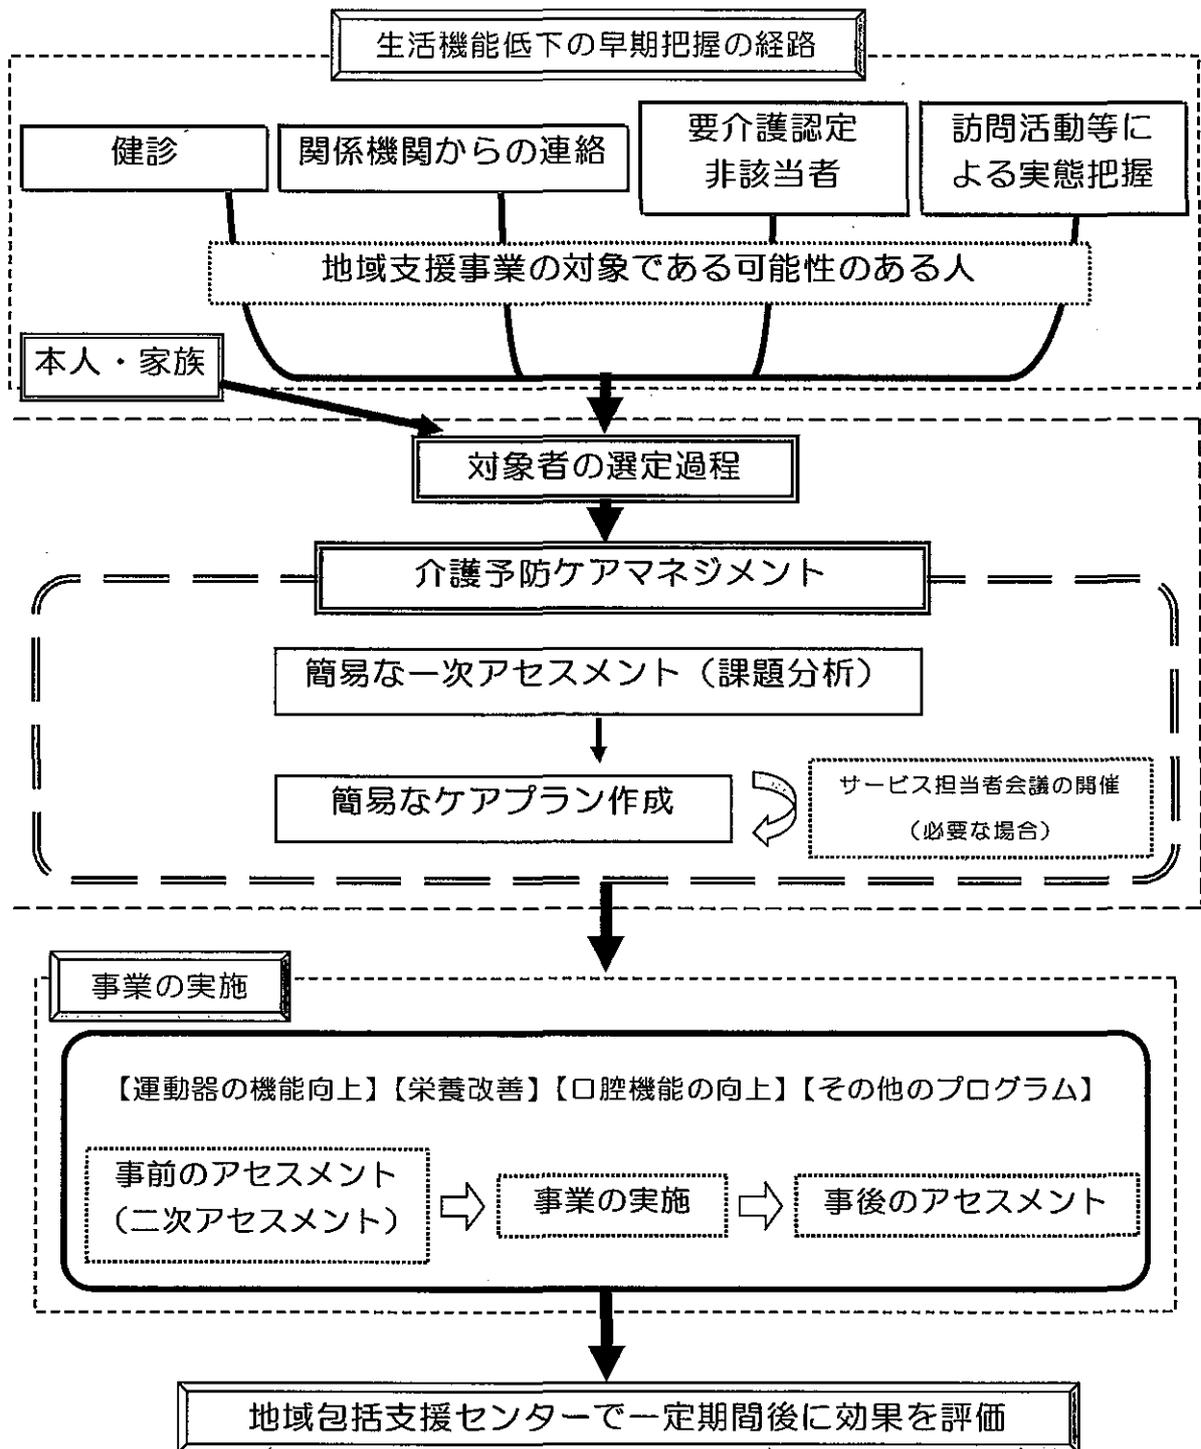 生活機能低下の早期把握の経路
健診
関係機関からの連絡
要介護認定
非該当者
訪問活動等に
よる実態把握
地域支援事業の対象である可能性のある人
本人・家族
対象者の選定過程
介護予防ケアマネジメント
簡易な一次アセスメント（課題分析）
簡易なケアプラン作成
サービス担当者会議の開催
（必要な場合）
事業の実施
【運動器の機能向上】【栄養改善】【口腔機能の向上】【その他のプログラム】
事前のアセスメント
（二次アセスメント）
事業の実施
事後のアセスメント
地域包括支援センターで一定期間後に効果を評価